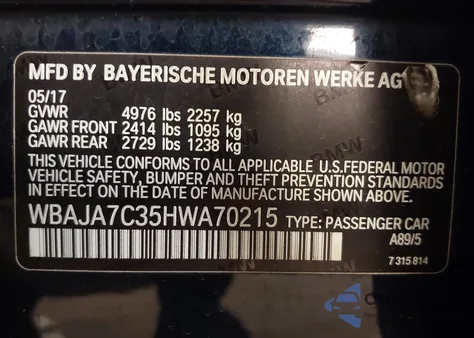 MFD BY BAYERISCHE MOTOREN WERKE AG
05/17
GVWR 4976 lbs 2257 kg
GAWR FRONT 2414 lbs 1095 kg
GAWR REAR 2729 lbs 1238 kg
THIS VEHICLE CONFORMS TO ALL APPLICABLE U.S.FEDERAL MOTOR
VEHICLE SAFETY, BUMPER AND THEFT PREVENTION STANDARDS
IN EFFECT ON THE DATE OF MANUFACTURE SHOWN ABOVE.
WBAJA7C35HWA70215 TYPE: PASSENGER CAR
A89/5
7 315 814